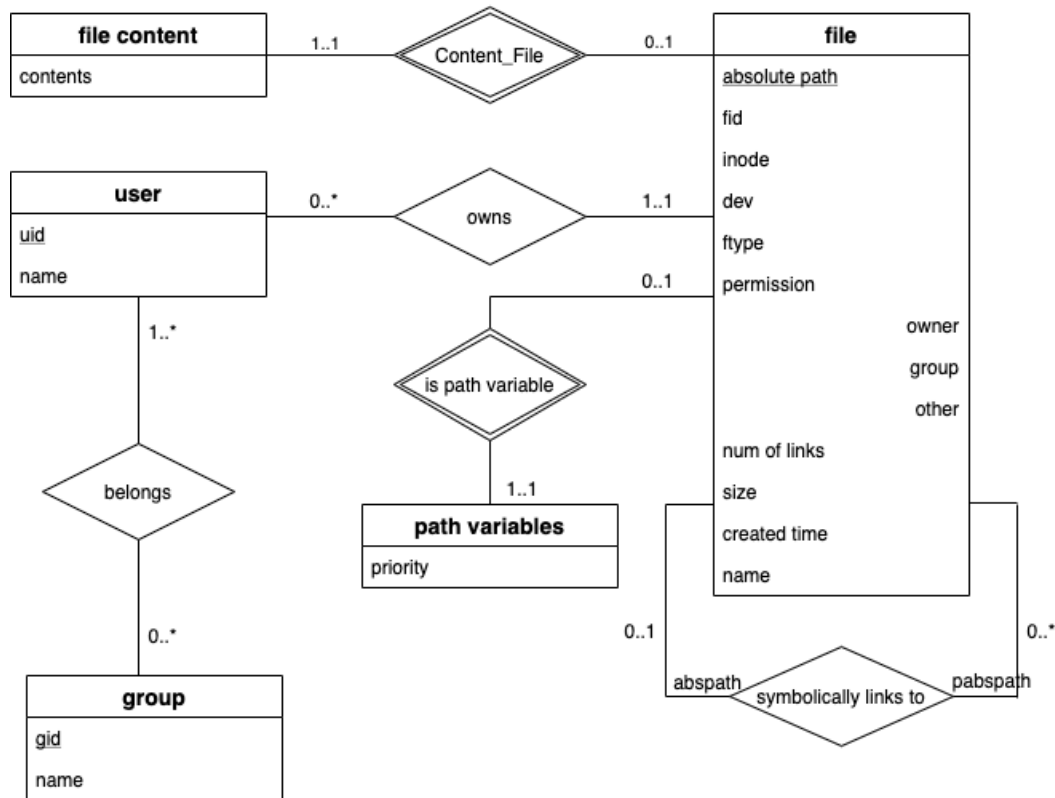 file content
contents
1..1
Content_File
0..1
file
absolute path
fid
inode
dev
ftype
permission
owner
group
other
num of links
size
created time
name
user
uid
name
0..*
owns
1..1
0..1
is path variable
1..1
path variables
priority
1..*
belongs
0..*
group
gid
name
0..1
0..*
abspath
symbolically links to
pabspath